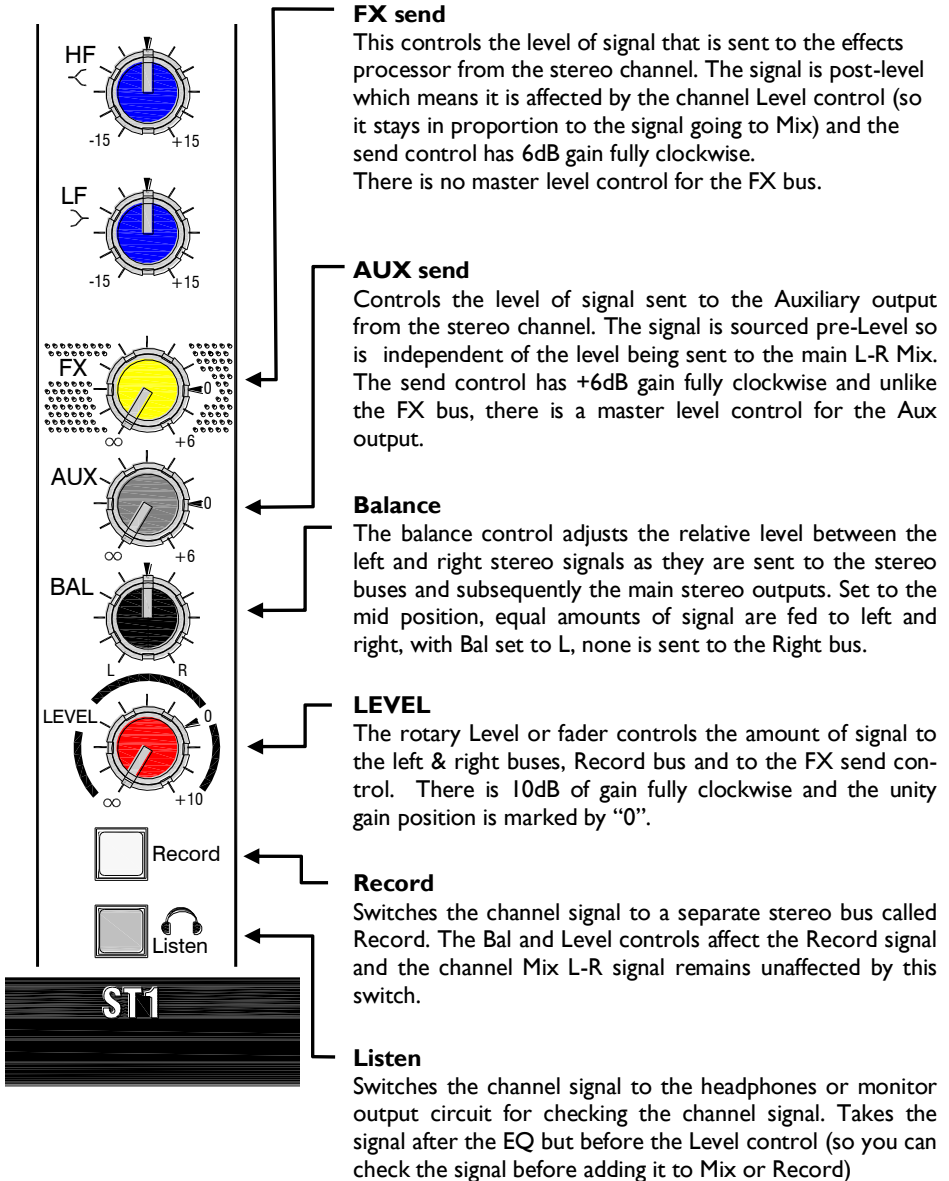 HF
-15
+15
LF
-15
+15
FX
0
∞
+6
AUX
0
∞
+6
BAL
L
R
LEVEL
0
∞
+10
Record
Listen
ST1
FX send
This controls the level of signal that is sent to the effects
processor from the stereo channel. The signal is post-level
which means it is affected by the channel Level control (so
it stays in proportion to the signal going to Mix) and the
send control has 6dB gain fully clockwise.
There is no master level control for the FX bus.
AUX send
Controls the level of signal sent to the Auxiliary output
from the stereo channel. The signal is sourced pre-Level so
is independent of the level being sent to the main L-R Mix.
The send control has +6dB gain fully clockwise and unlike
the FX bus, there is a master level control for the Aux
output.
Balance
The balance control adjusts the relative level between the
left and right stereo signals as they are sent to the stereo
buses and subsequently the main stereo outputs. Set to the
mid position, equal amounts of signal are fed to left and
right, with Bal set to L, none is sent to the Right bus.
LEVEL
The rotary Level or fader controls the amount of signal to
the left & right buses, Record bus and to the FX send con-
trol. There is 10dB of gain fully clockwise and the unity
gain position is marked by “0”.
Record
Switches the channel signal to a separate stereo bus called
Record. The Bal and Level controls affect the Record signal
and the channel Mix L-R signal remains unaffected by this
switch.
Listen
Switches the channel signal to the headphones or monitor
output circuit for checking the channel signal. Takes the
signal after the EQ but before the Level control (so you can
check the signal before adding it to Mix or Record)